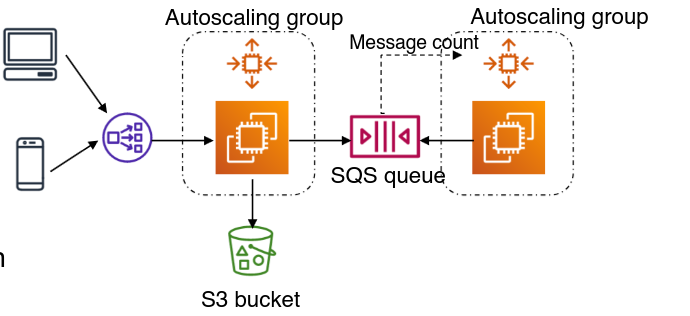 Autoscaling group
Autoscaling group
Message count
SQS queue
n
S3 bucket